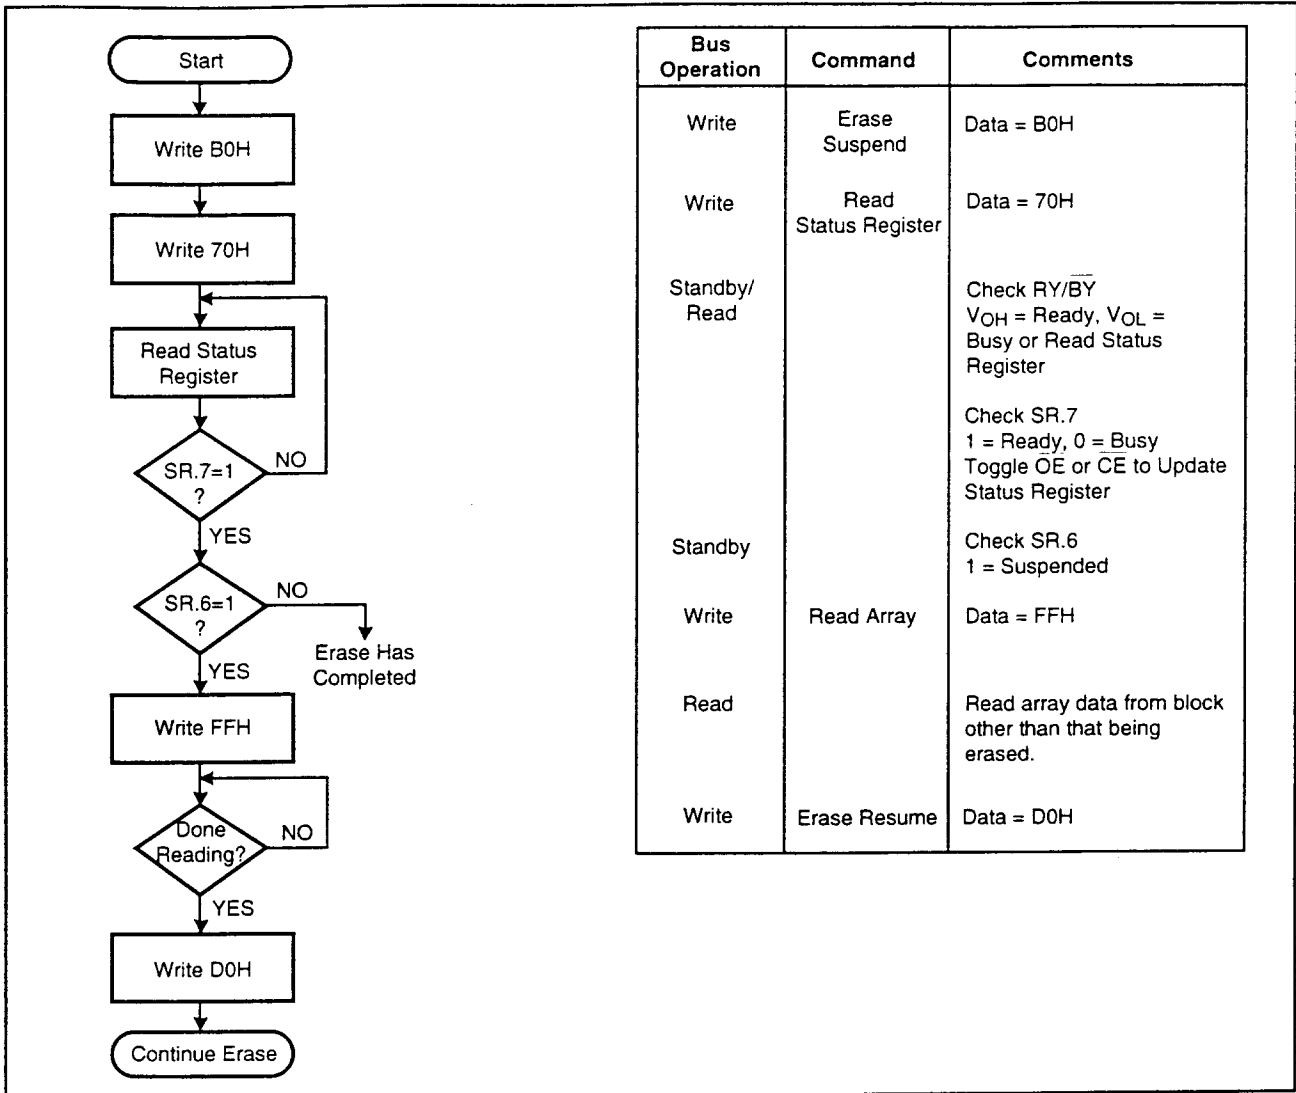 Start
Write B0H
Write 70H
Read Status
Register
SR.7=1
?
NO
YES
SR.6=1
?
NO
Erase Has
Completed
YES
Write FFH
Done
Reading?
NO
YES
Write D0H
Continue Erase
Bus
Operation
Command
Comments
Write
Erase
Suspend
Data = B0H
Write
Read
Status Register
Data = 70H
Standby/
Read
Check RY/B̅Y̅
VOH = Ready, VOL =
Busy or Read Status
Register
Check SR.7
1 = Ready, 0 = Busy
Toggle O̅E̅ or C̅E̅ to Update
Status Register
Standby
Check SR.6
1 = Suspended
Write
Read Array
Data = FFH
Read
Read array data from block
other than that being
erased.
Write
Erase Resume
Data = D0H